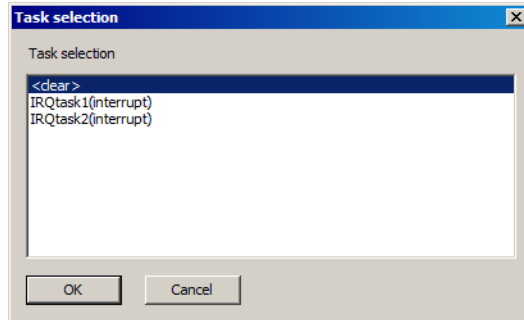 Task selection
Task selection
<clear>
IRQtask1(interrupt)
IRQtask2(interrupt)
OK
Cancel